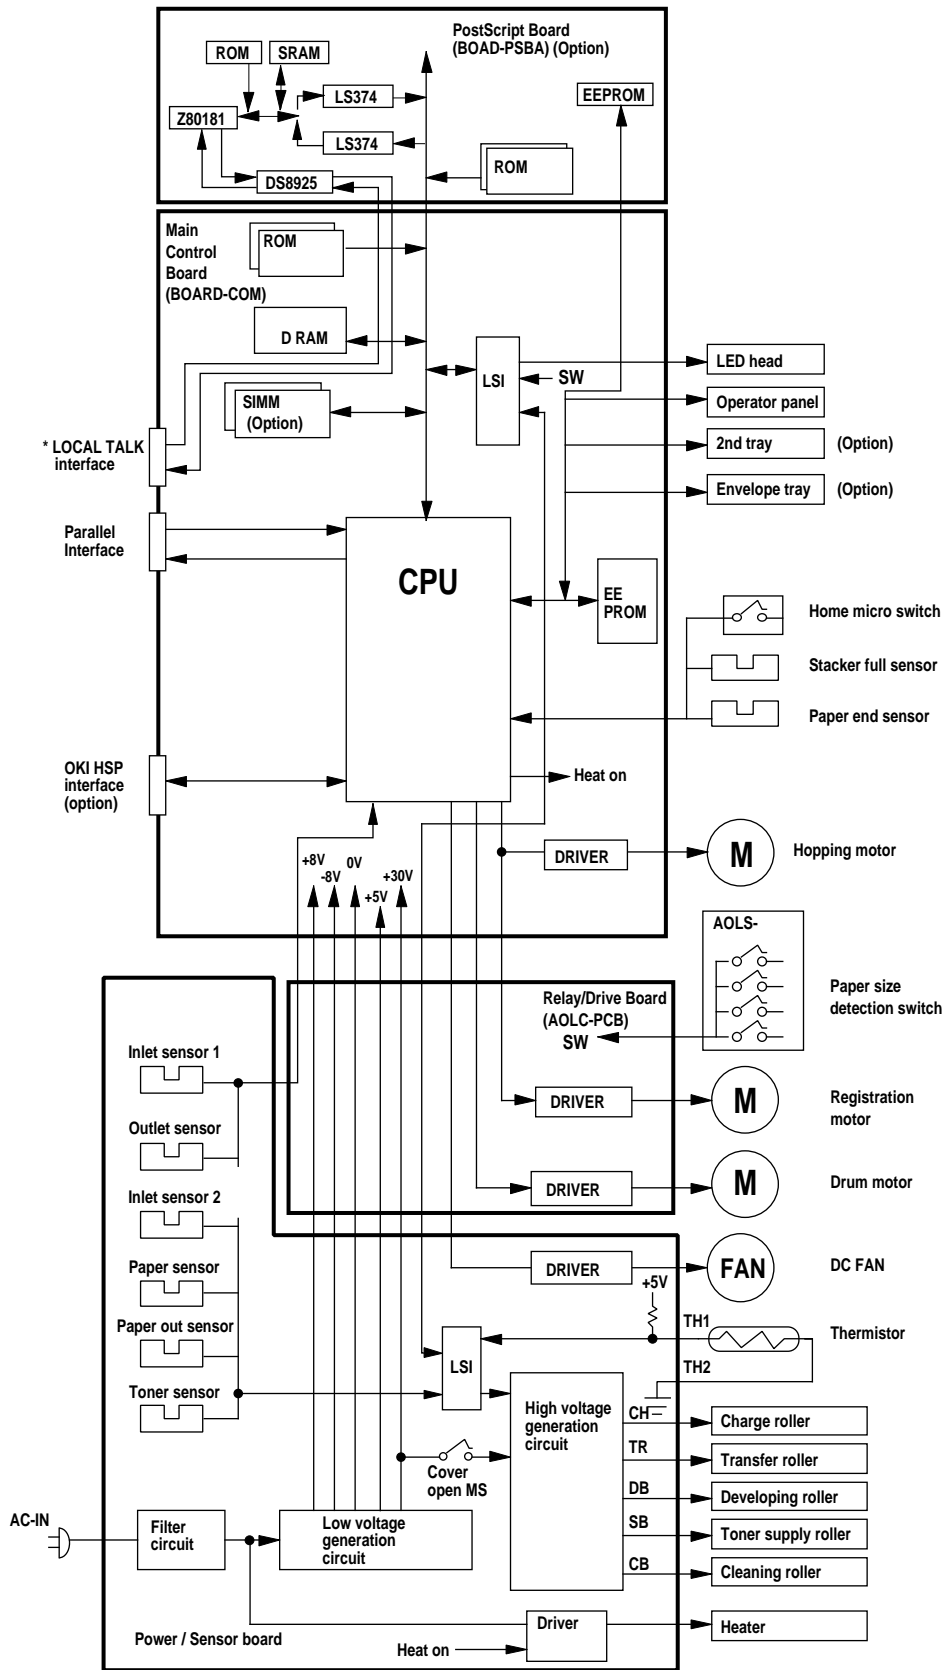 PostScript Board
(BOAD-PSBA) (Option)
ROM
SRAM
LS374
EEPROM
Z80181
LS374
ROM
DS8925
Main
Control
Board
(BOARD-COM)
ROM
D RAM
LSI
SW
LED head
SIMM
(Option)
Operator panel
* LOCAL TALK
interface
2nd tray
(Option)
Envelope tray
(Option)
Parallel
Interface
CPU
EE
PROM
Home micro switch
Stacker full sensor
Paper end sensor
OKI HSP
interface
(option)
Heat on
+8V
-8V
0V
+5V
+30V
DRIVER
M
Hopping motor
AOLS-
Paper size
detection switch
Relay/Drive Board
(AOLC-PCB)
SW
Inlet sensor 1
DRIVER
M
Registration
motor
Outlet sensor
DRIVER
M
Drum motor
Inlet sensor 2
DRIVER
FAN
DC FAN
Paper sensor
+5V
TH1
Thermistor
Paper out sensor
LSI
TH2
Toner sensor
High voltage
generation
circuit
CH
Charge roller
TR
Transfer roller
Cover
open MS
DB
Developing roller
SB
Toner supply roller
CB
Cleaning roller
AC-IN
Filter
circuit
Low voltage
generation
circuit
Driver
Heater
Power / Sensor board
Heat on